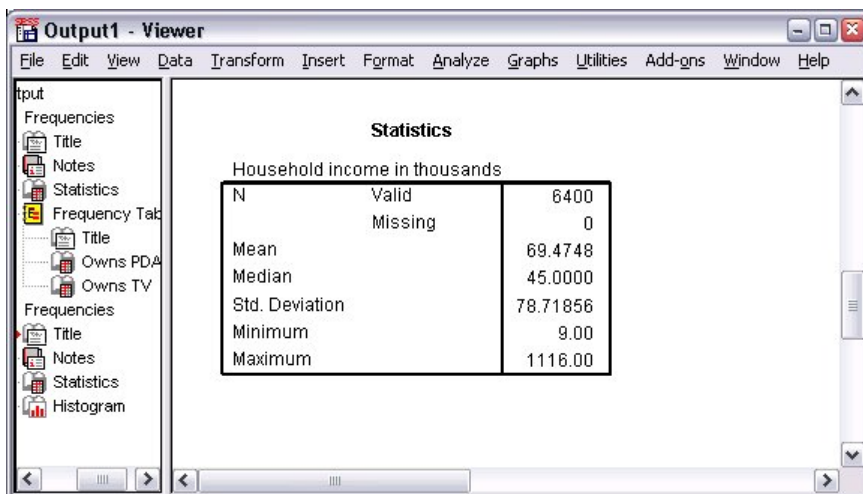 Output1 - Viewer
File Edit View Data Transform Insert Format Analyze Graphs Utilities Add-ons Window Help
tput
Frequencies
Title
Notes
Statistics
Frequency Tab
Title
Owns PDA
Owns TV
Frequencies
Title
Notes
Statistics
Histogram
Statistics
Household income in thousands
N Valid 6400
Missing 0
Mean 69.4748
Median 45.0000
Std. Deviation 78.71856
Minimum 9.00
Maximum 1116.00